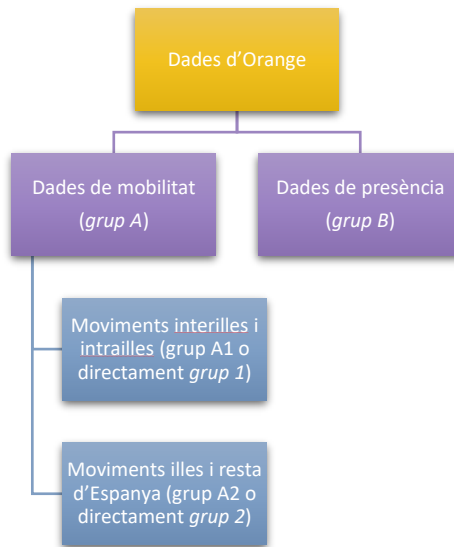 Dades d'Orange
Dades de mobilitat
(grup A)
Dades de presència
(grup B)
Moviments interilles i
intrailles (grup A1 o
directament grup 1)
Moviments illes i resta
d'Espanya (grup A2 o
directament grup 2)